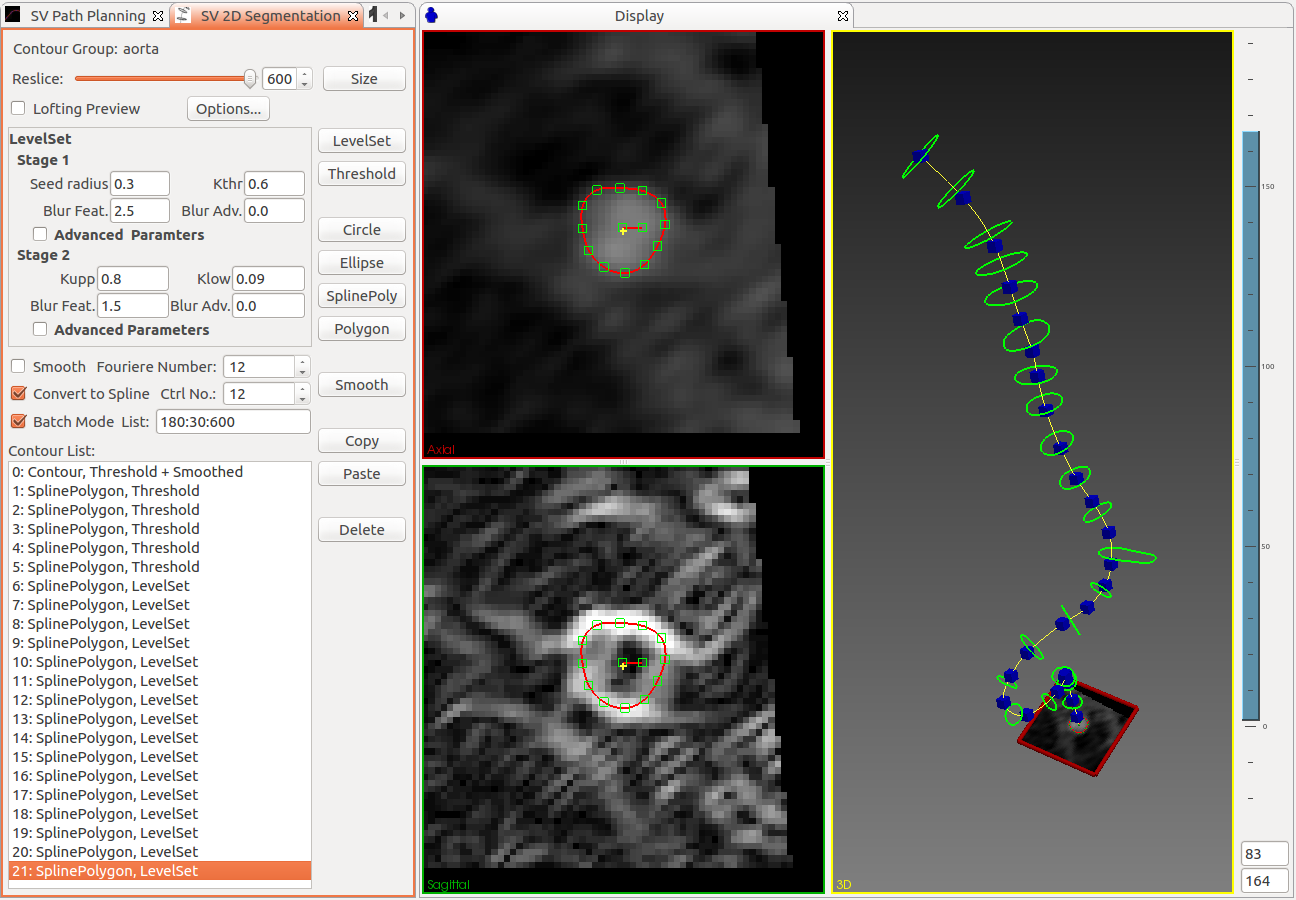 SV Path Planning
SV 2D Segmentation
Display
Contour Group: aorta
Reslice: 600 Size
Lofting Preview Options...
LevelSet
Stage 1
Seed radius 0.3 Kthr 0.6
Blur Feat. 2.5 Blur Adv. 0.0
Advanced Paramters
Stage 2
Kupp 0.8 Klow 0.09
Blur Feat. 1.5 Blur Adv. 0.0
Advanced Parameters
LevelSet
Threshold
Circle
Ellipse
SplinePoly
Polygon
Smooth
Copy
Paste
Delete
Smooth Fouriere Number: 12
Convert to Spline Ctrl No.: 12
Batch Mode List: 180:30:600
Contour List:
0: Contour, Threshold + Smoothed
1: SplinePolygon, Threshold
2: SplinePolygon, Threshold
3: SplinePolygon, Threshold
4: SplinePolygon, Threshold
5: SplinePolygon, Threshold
6: SplinePolygon, LevelSet
7: SplinePolygon, LevelSet
8: SplinePolygon, LevelSet
9: SplinePolygon, LevelSet
10: SplinePolygon, LevelSet
11: SplinePolygon, LevelSet
12: SplinePolygon, LevelSet
13: SplinePolygon, LevelSet
14: SplinePolygon, LevelSet
15: SplinePolygon, LevelSet
16: SplinePolygon, LevelSet
17: SplinePolygon, LevelSet
18: SplinePolygon, LevelSet
19: SplinePolygon, LevelSet
20: SplinePolygon, LevelSet
21: SplinePolygon, LevelSet
Axial
Sagittal
3D
150
100
50
0
83
164